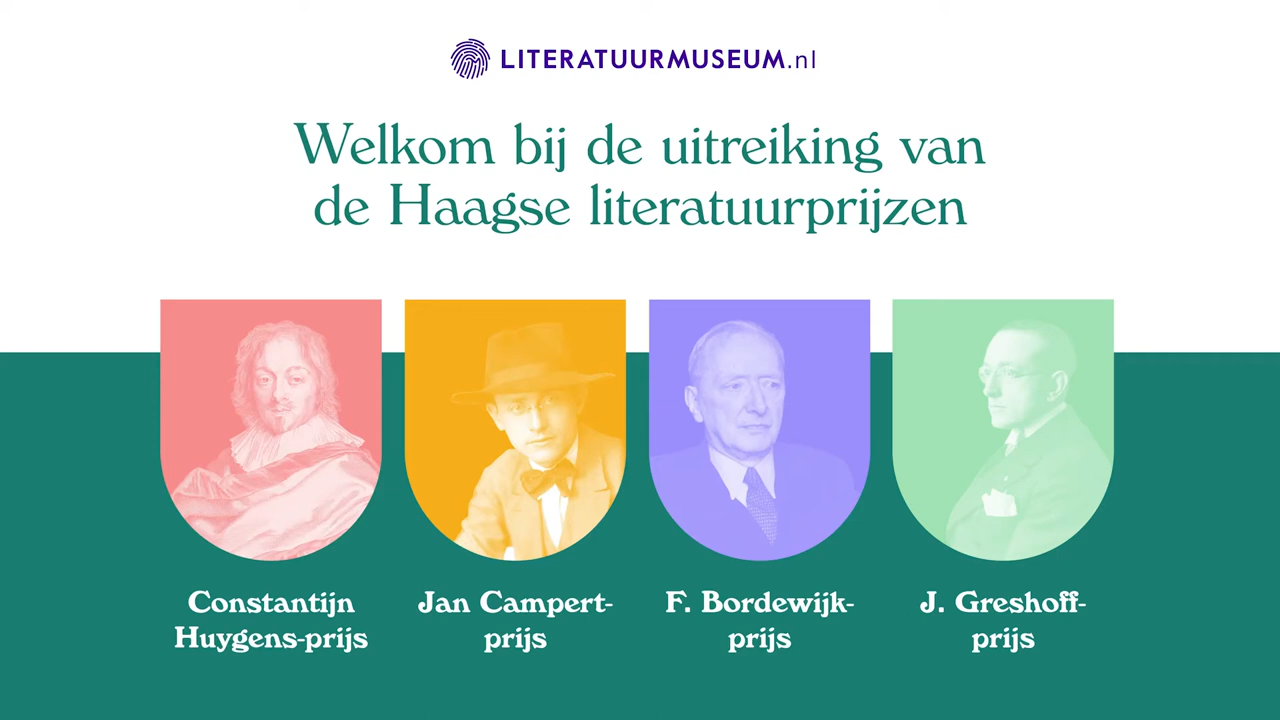 LITERATUURMUSEUM.nl
Welkom bij de uitreiking van
de Haagse literatuurprijzen
Constantijn
Huygens-prijs
Jan Campert-
prijs
F. Bordewijk-
prijs
J. Greshoff-
prijs